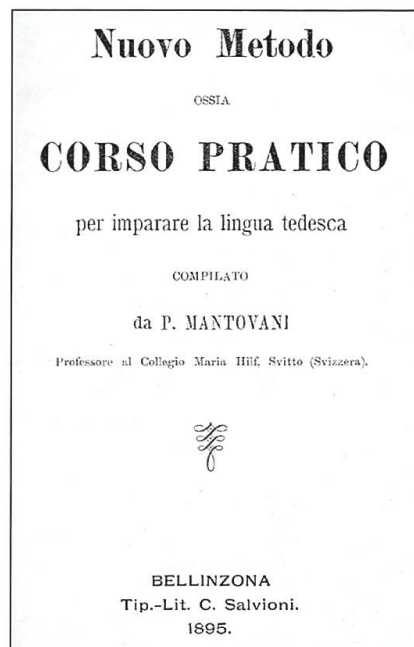 Nuovo Metodo
OSSIA
CORSO PRATICO
per imparare la lingua tedesca
COMPILATO
da P. MANTOVANI
Professore al Collegio Maria Hilf, Svitto (Svizzera).
BELLINZONA
Tip.-Lit. C. Salvioni.
1895.